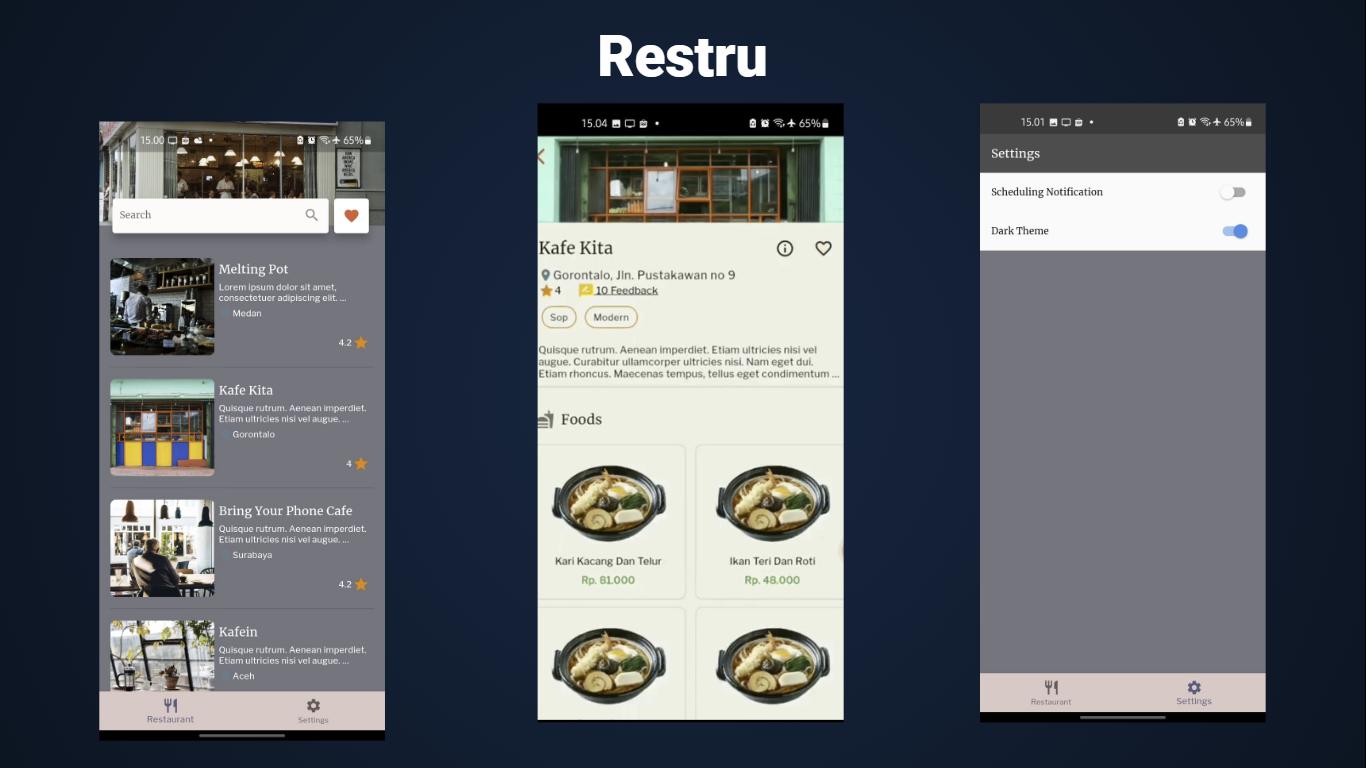 Restru
15.00
65%
Search
Melting Pot
Lorem ipsum dolor sit amet,
consectetuer adipiscing elit. ...
Medan
4.2
Kafe Kita
Quisque rutrum. Aenean imperdiet.
Etiam ultricies nisi vel augue. ...
Gorontalo
4
Bring Your Phone Cafe
Quisque rutrum. Aenean imperdiet.
Etiam ultricies nisi vel augue. ...
Surabaya
4.2
Kafein
Quisque rutrum. Aenean imperdiet.
Etiam ultricies nisi vel augue. ...
Aceh
Restaurant
Settings
15.04
65%
Kafe Kita
Gorontalo, Jln. Pustakawan no 9
4
10 Feedback
Sop
Modern
Quisque rutrum. Aenean imperdiet. Etiam ultricies nisi vel
augue. Curabitur ullamcorper ultricies nisi. Nam eget dui.
Etiam rhoncus. Maecenas tempus, tellus eget condimentum ...
Foods
Kari Kacang Dan Telur
Rp. 81.000
Ikan Teri Dan Roti
Rp. 48.000
15.01
65%
Settings
Scheduling Notification
Dark Theme
Restaurant
Settings